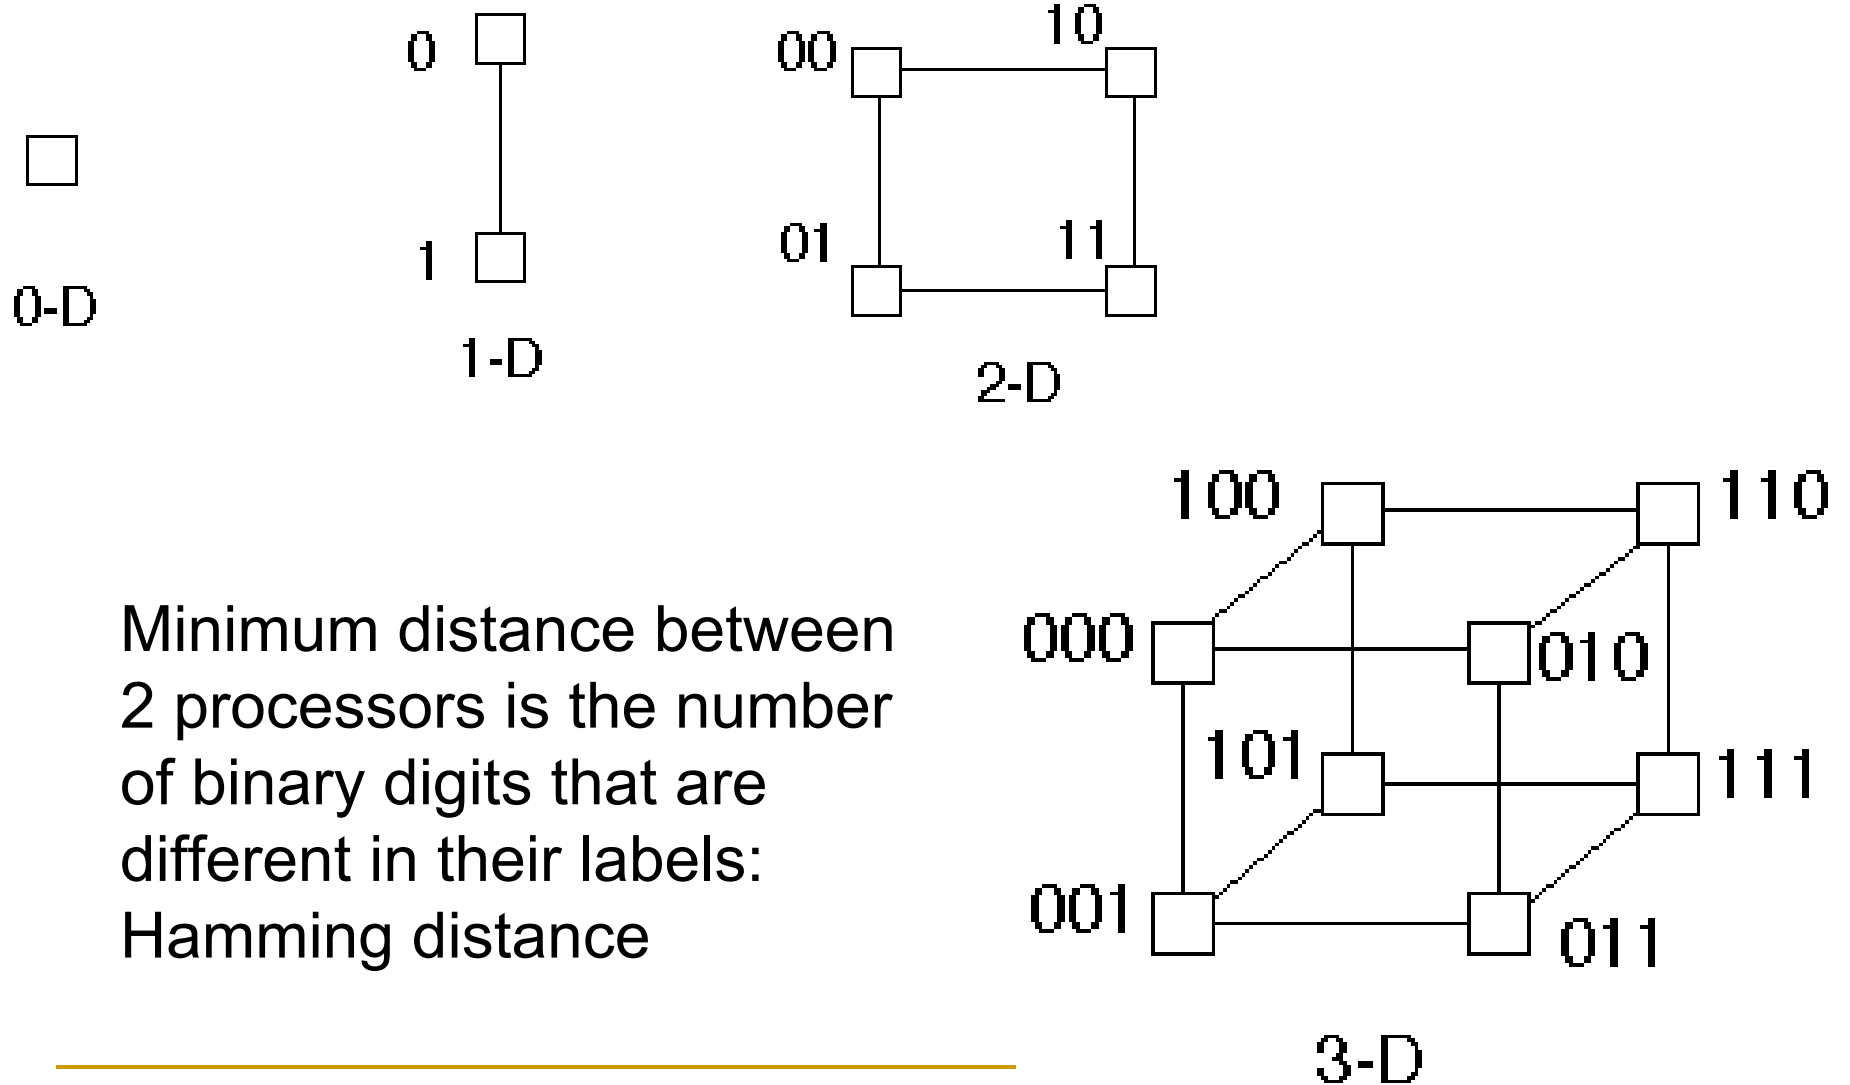 0
1
00
10
01
11
0-D
1-D
2-D
100
110
000
010
101
111
001
011
3-D
Minimum distance between
2 processors is the number
of binary digits that are
different in their labels:
Hamming distance